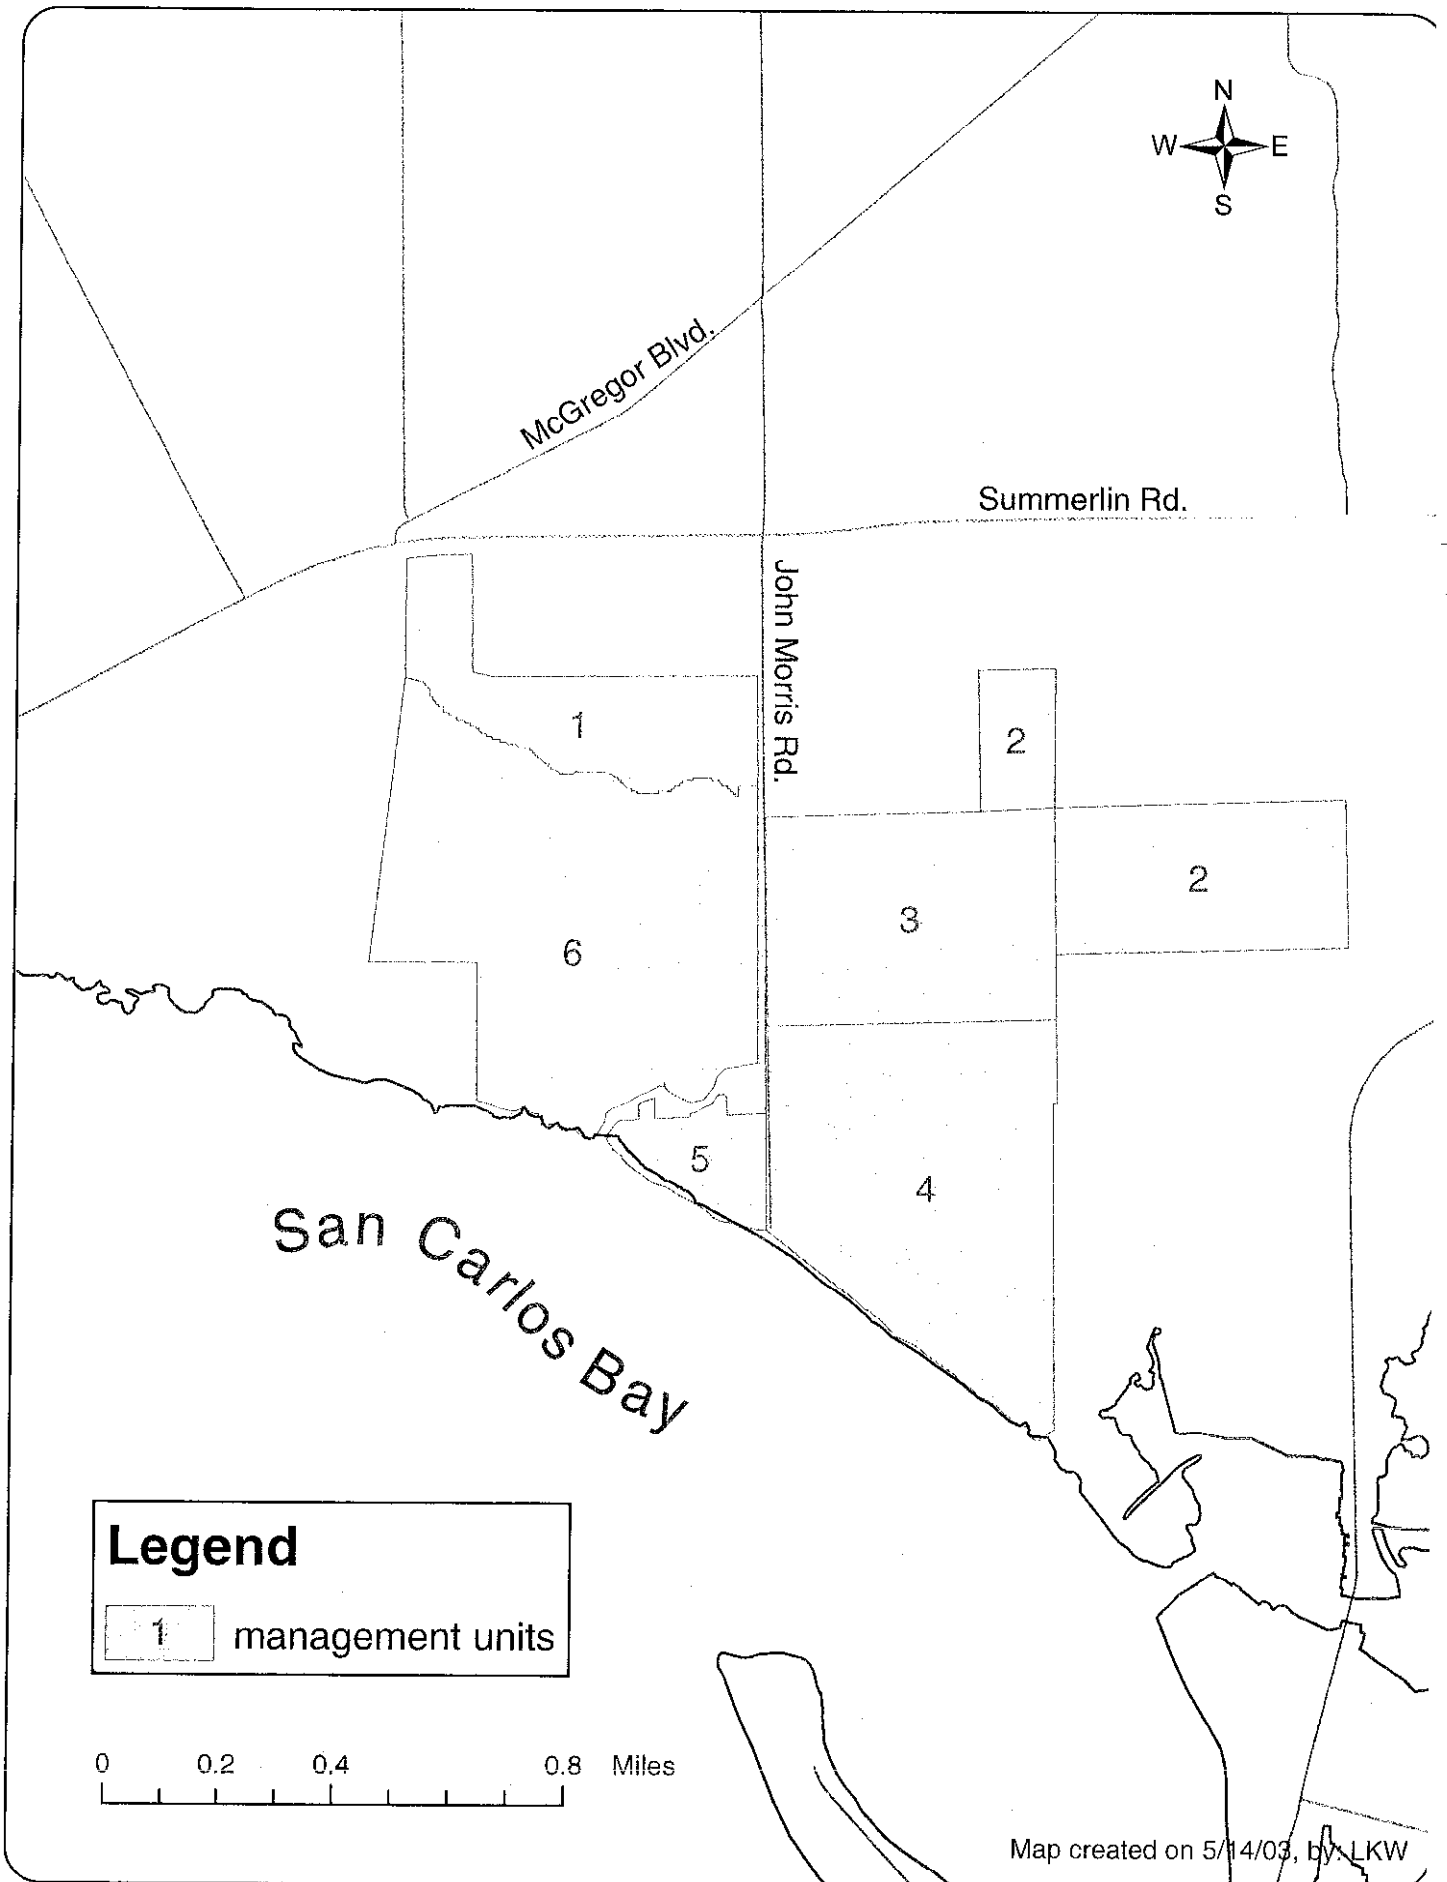 N
W E
S
McGregor Blvd.
Summerlin Rd.
John Morris Rd.
1
2
2
3
6
5
4
San Carlos Bay
Legend
1 management units
0 0.2 0.4 0.8 Miles
Map created on 5/14/03, by: LKW